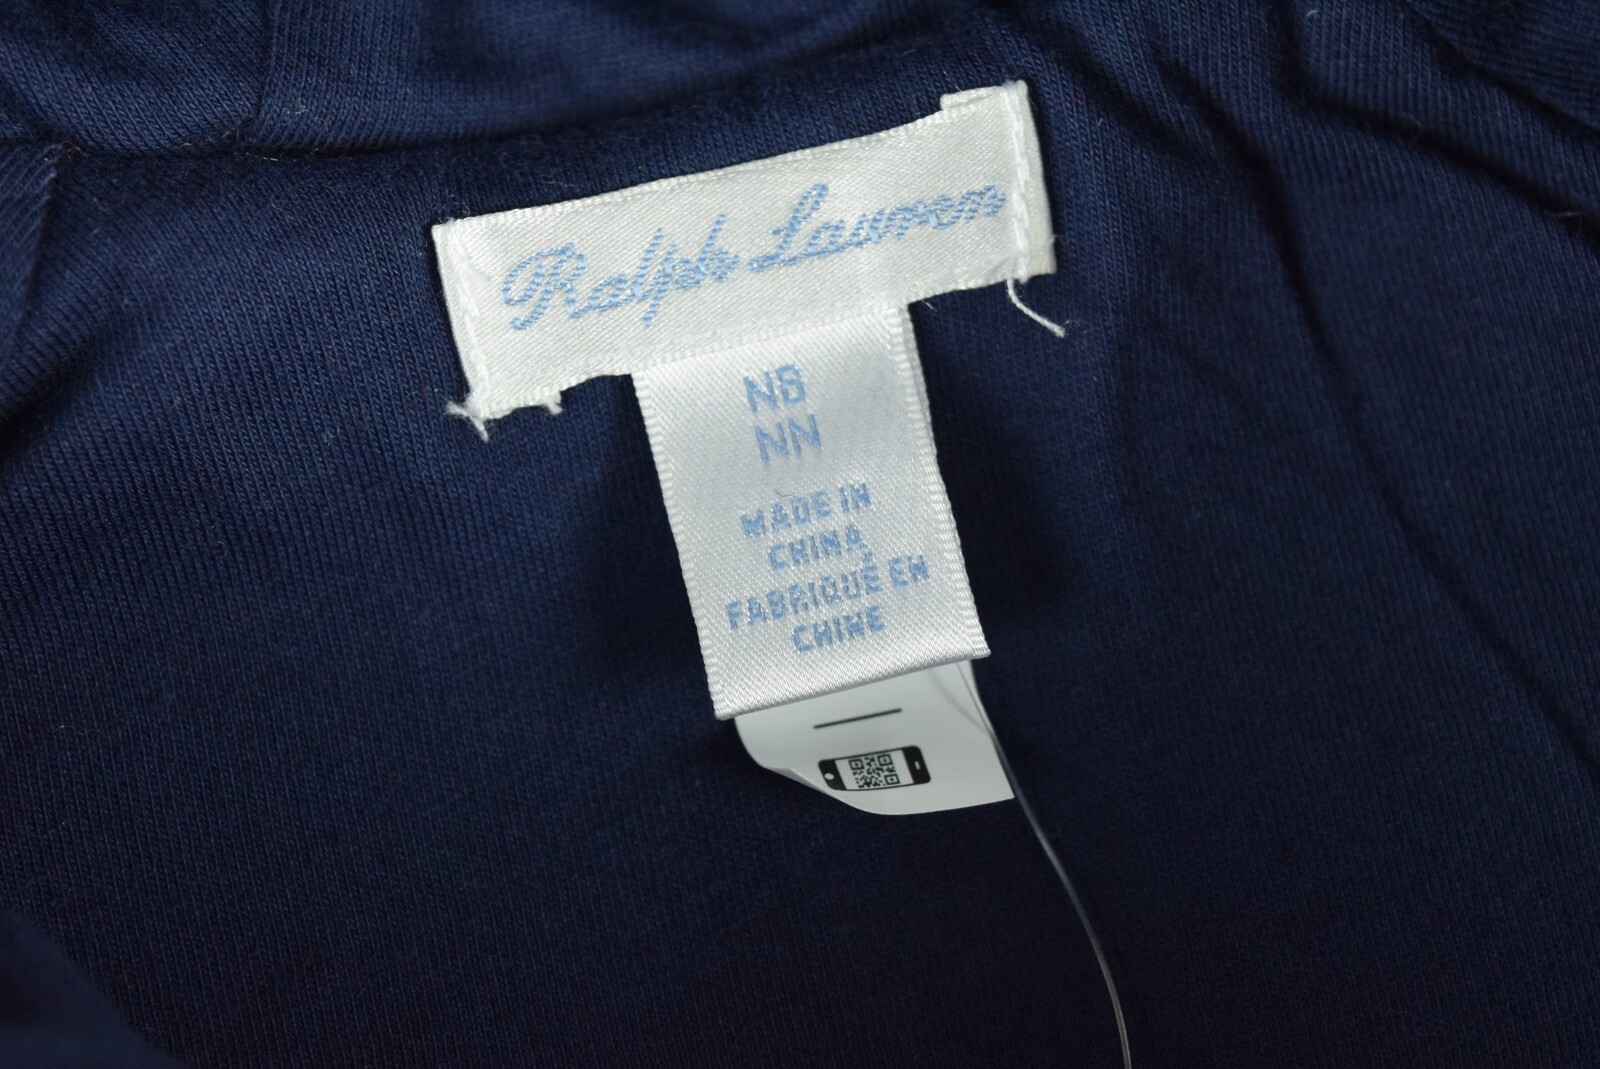 Ralph Lauren
NB
NN
MADE IN
CHINA
FABRIQUÉ EN
CHINE